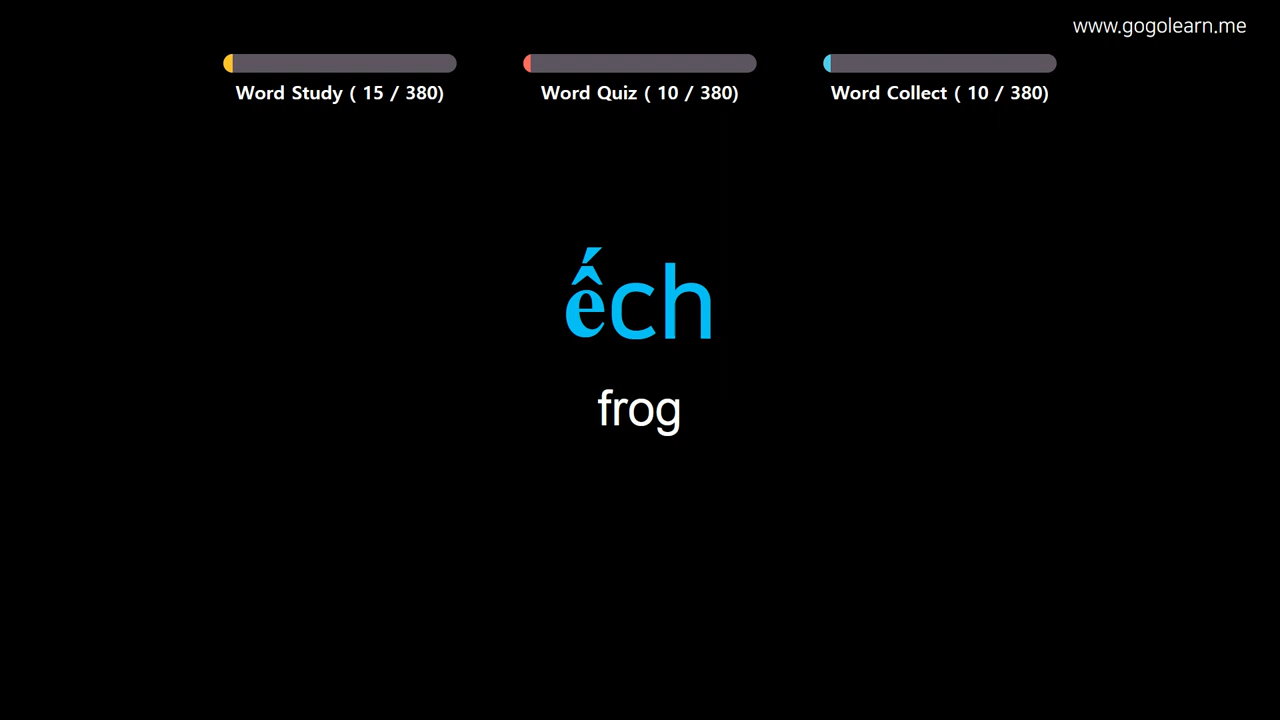 www.gogolearn.me
Word Study ( 15 / 380)
Word Quiz ( 10 / 380)
Word Collect ( 10 / 380)
ếch
frog